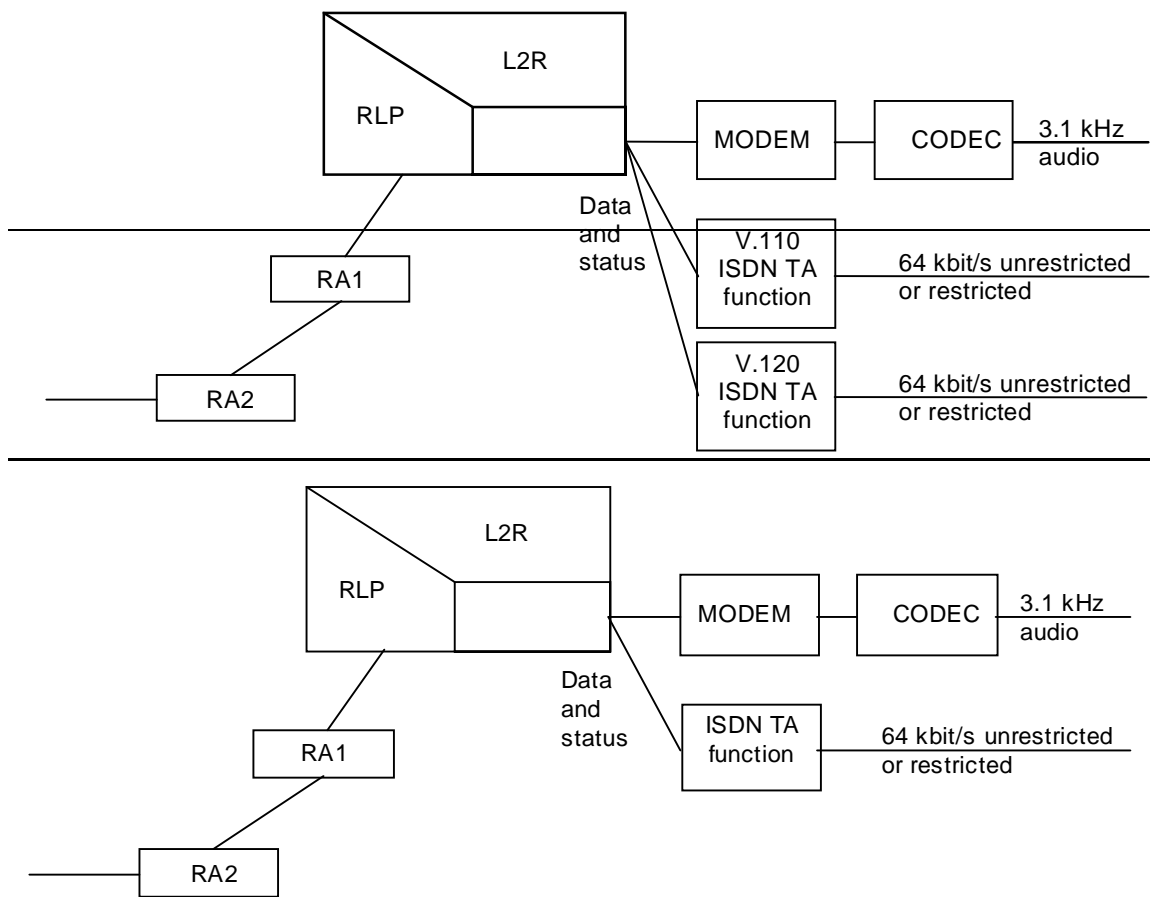 L2R
RLP
MODEM
CODEC
3.1 kHz
audio
Data
and
status
V.110
ISDN TA
function
64 kbit/s unrestricted
or restricted
RA1
V.120
ISDN TA
function
64 kbit/s unrestricted
or restricted
RA2
L2R
RLP
MODEM
CODEC
3.1 kHz
audio
Data
and
status
ISDN TA
function
64 kbit/s unrestricted
or restricted
RA1
RA2